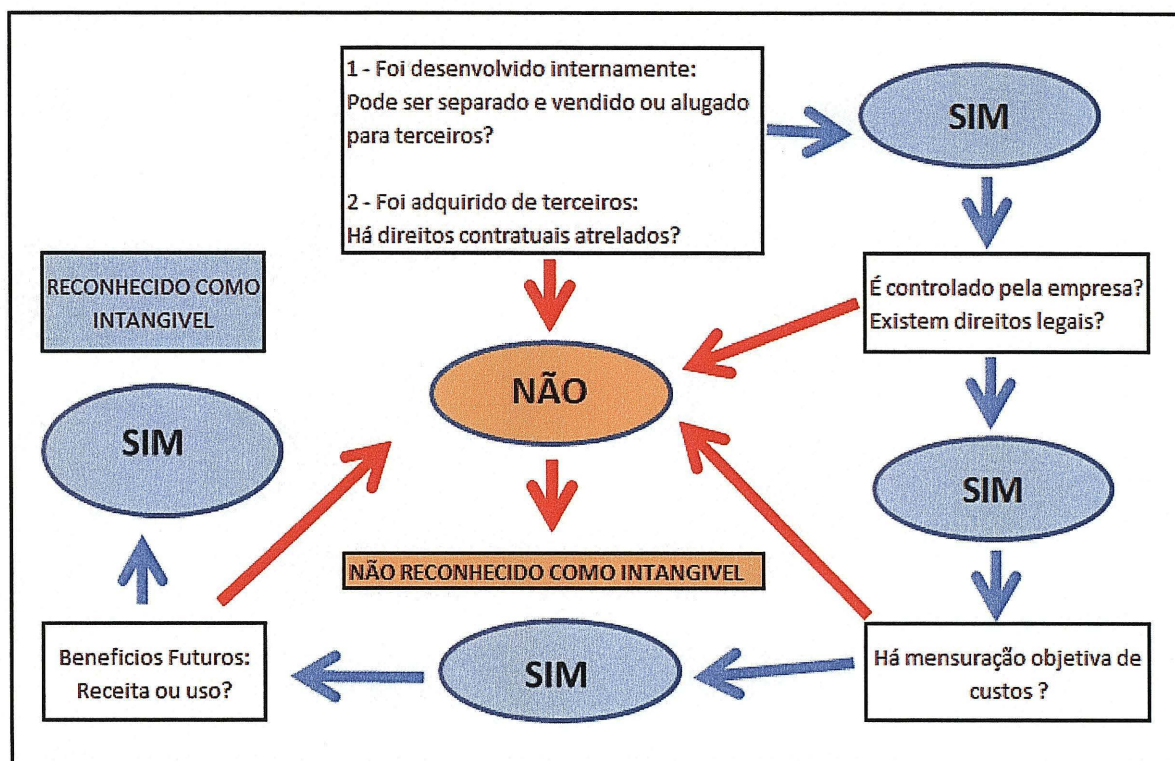 1 - Foi desenvolvido internamente:
Pode ser separado e vendido ou alugado
para terceiros?
2 - Foi adquirido de terceiros:
Há direitos contratuais atrelados?
SIM
É controlado pela empresa?
Existem direitos legais?
SIM
Há mensuração objetiva de
custos ?
SIM
Beneficios Futuros:
Receita ou uso?
SIM
RECONHECIDO COMO
INTANGIVEL
NÃO
NÃO RECONHECIDO COMO INTANGIVEL